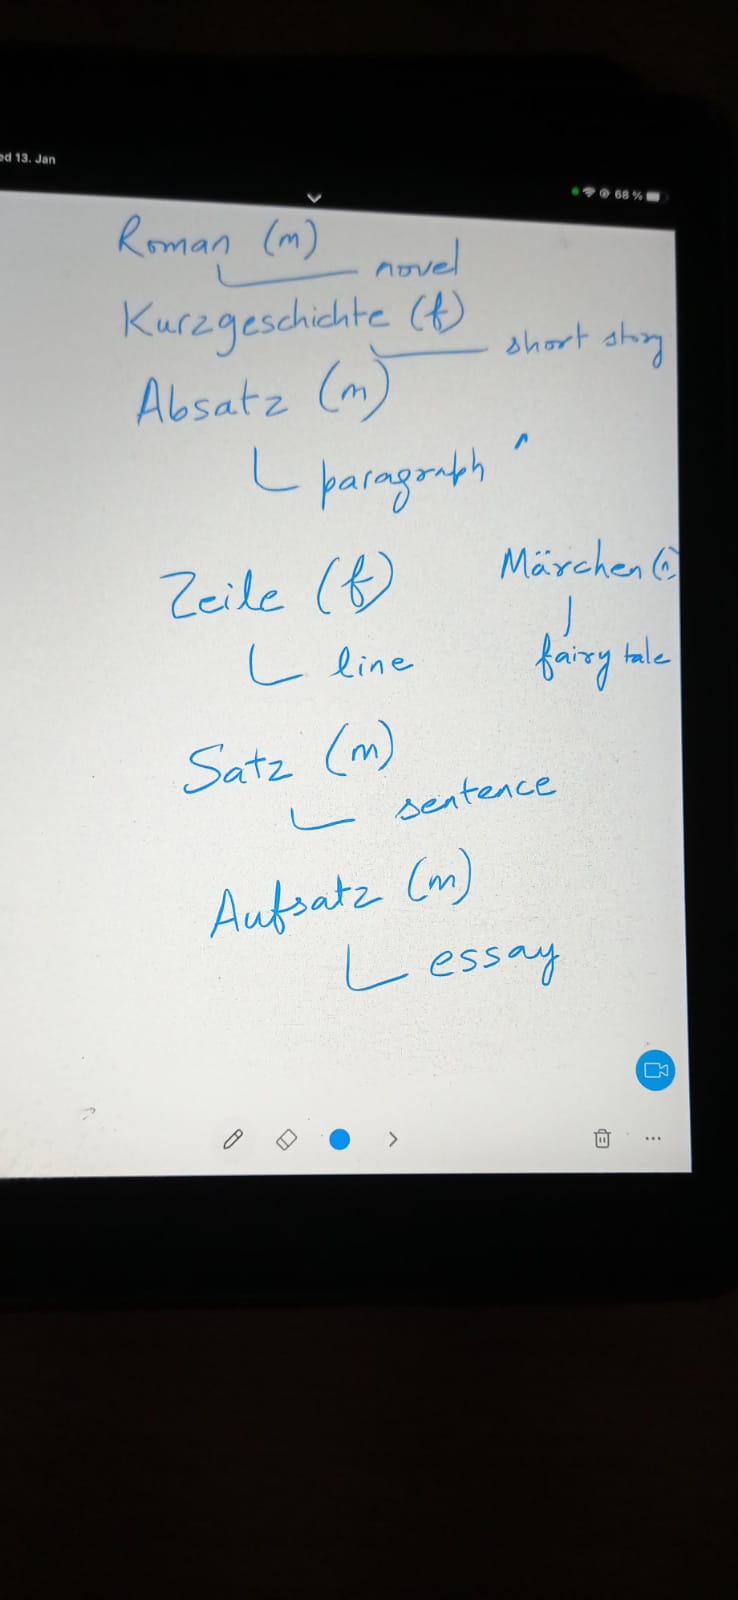 ed 13. Jan
68 %
Roman (m)
novel
Kurzgeschichte (f)
short story
Absatz (m)
paragraph
Zeile (f)
line
Märchen (n)
fairy tale
Satz (m)
sentence
Aufsatz (m)
essay